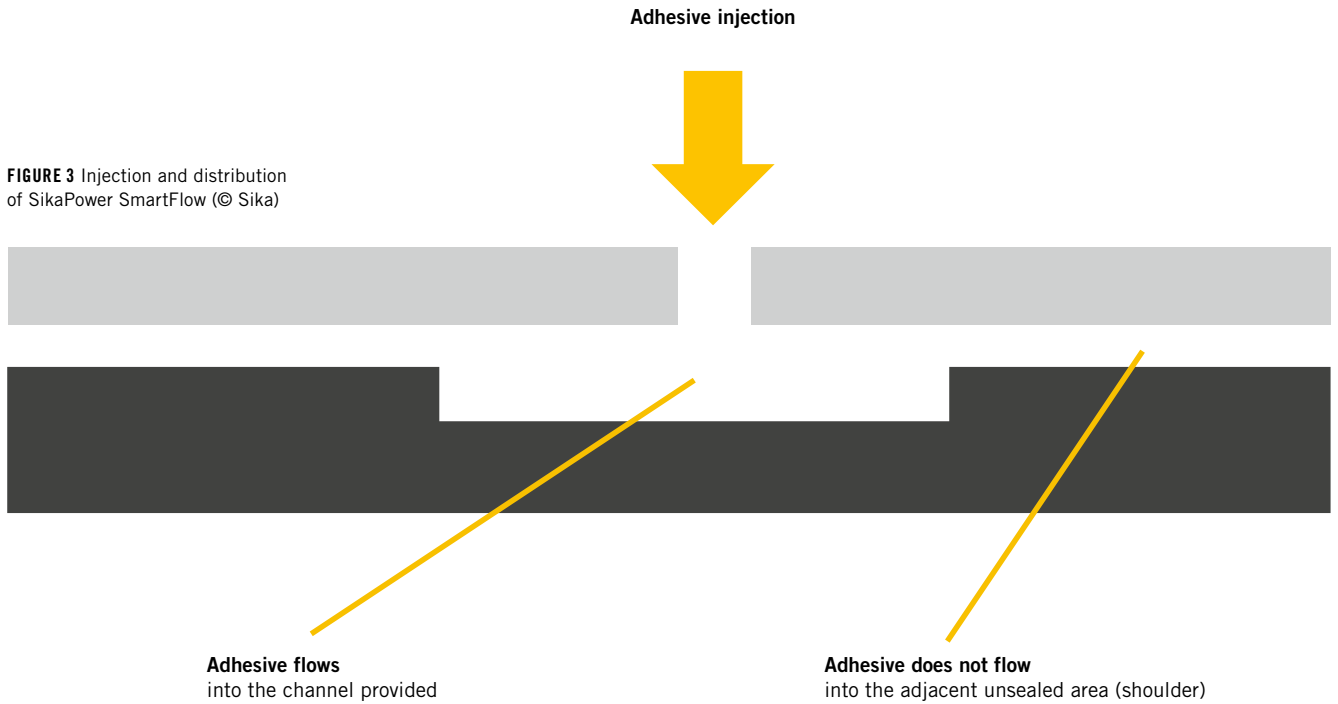 Adhesive injection
FIGURE 3 Injection and distribution
of SikaPower SmartFlow (© Sika)
Adhesive flows
into the channel provided
Adhesive does not flow
into the adjacent unsealed area (shoulder)